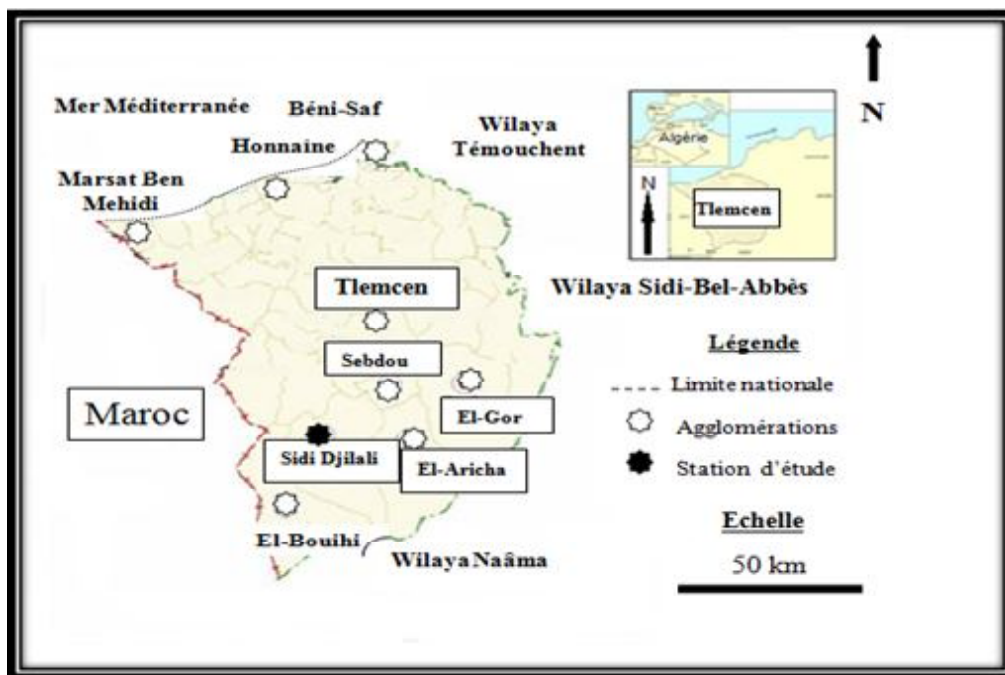 Mer Méditerranée
Béni-Saf
Honnaine
Wilaya
Témouchent
Marsat Ben
Mehidi
N
Algérie
N
Tlemcen
Tlemcen
Wilaya Sidi-Bel-Abbès
Sebdou
Maroc
El-Gor
Sidi Djilali
El-Aricha
El-Bouihi
Wilaya Naâma
Légende
Limite nationale
Agglomérations
Station d'étude
Echelle
50 km